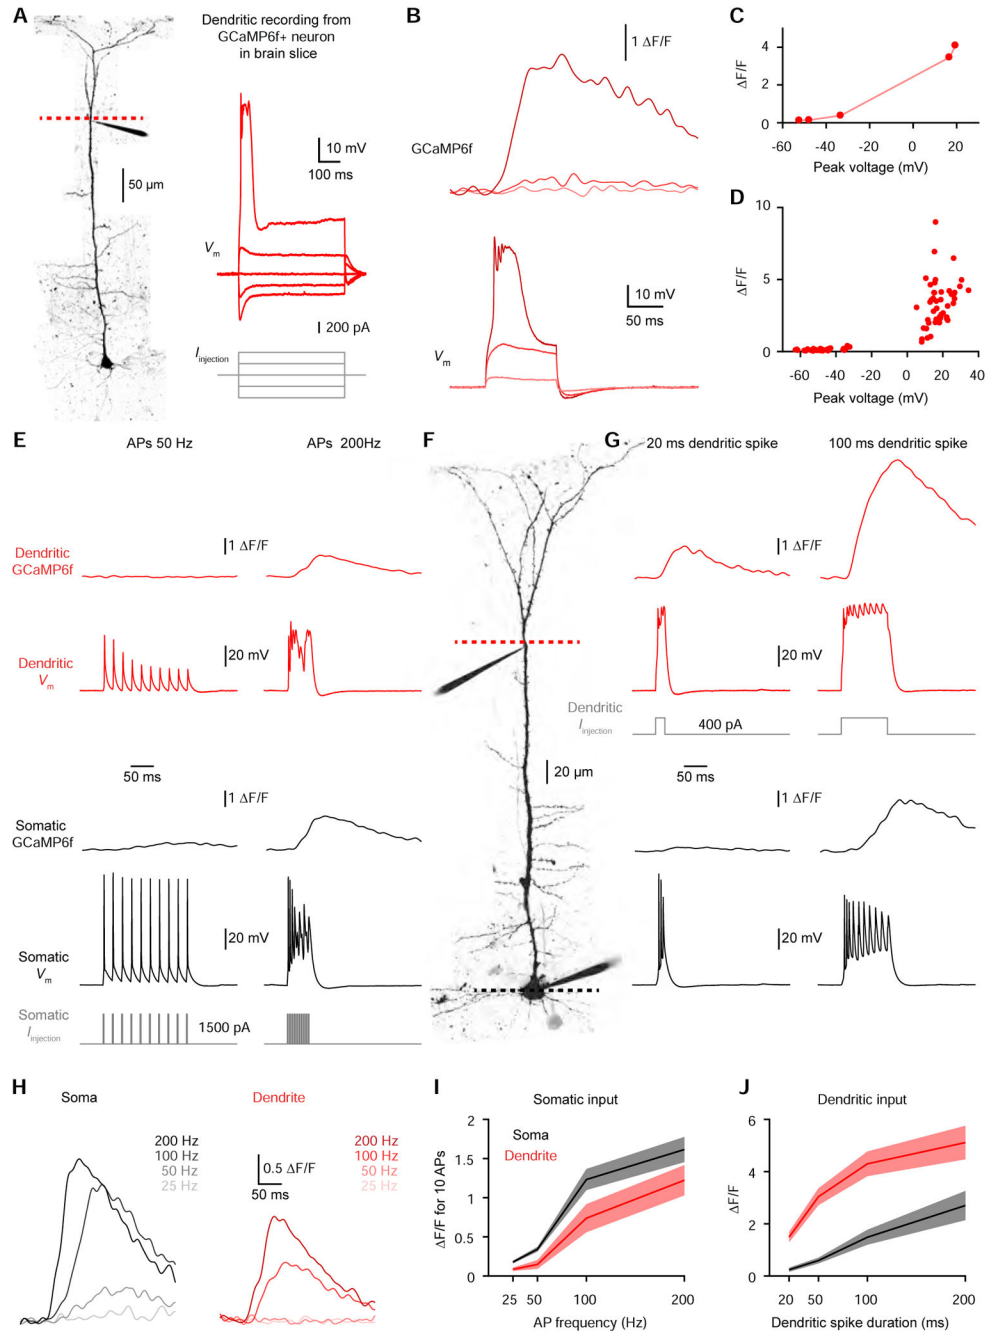 A
Dendritic recording from
GCaMP6f+ neuron
in brain slice
10 mV
100 ms
50 µm
Vm
200 pA
Iinjection
B
1 ΔF/F
GCaMP6f
10 mV
50 ms
Vm
C
4
2
0
ΔF/F
-60 -40 -20 0 20
Peak voltage (mV)
D
10
5
0
ΔF/F
-60 -40 -20 0 20 40
Peak voltage (mV)
E
APs 50 Hz
APs 200Hz
1 ΔF/F
Dendritic
GCaMP6f
20 mV
Dendritic
Vm
50 ms
1 ΔF/F
Somatic
GCaMP6f
20 mV
Somatic
Vm
Somatic
Iinjection
1500 pA
F
20 µm
G
20 ms dendritic spike
100 ms dendritic spike
1 ΔF/F
20 mV
Dendritic
Iinjection
400 pA
50 ms
1 ΔF/F
20 mV
H
Soma
200 Hz
100 Hz
50 Hz
25 Hz
Dendrite
0.5 ΔF/F
50 ms
200 Hz
100 Hz
50 Hz
25 Hz
I
Somatic input
Soma
Dendrite
2
1.5
1
0.5
0
ΔF/F for 10 APs
25 50 100 200
AP frequency (Hz)
J
Dendritic input
6
4
2
0
ΔF/F
20 50 100 200
Dendritic spike duration (ms)